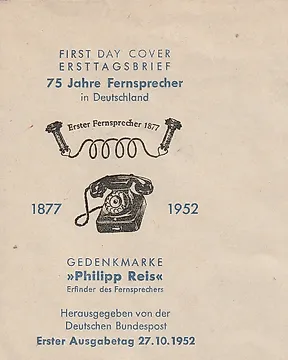 FIRST DAY COVER
ERSTTAGSBRIEF
75 Jahre Fernsprecher
in Deutschland
Erster Fernsprecher 1877
1877 1952
GEDENKMARKE
»Philipp Reis«
Erfinder des Fernsprechers
Herausgegeben von der
Deutschen Bundespost
Erster Ausgabetag 27.10.1952